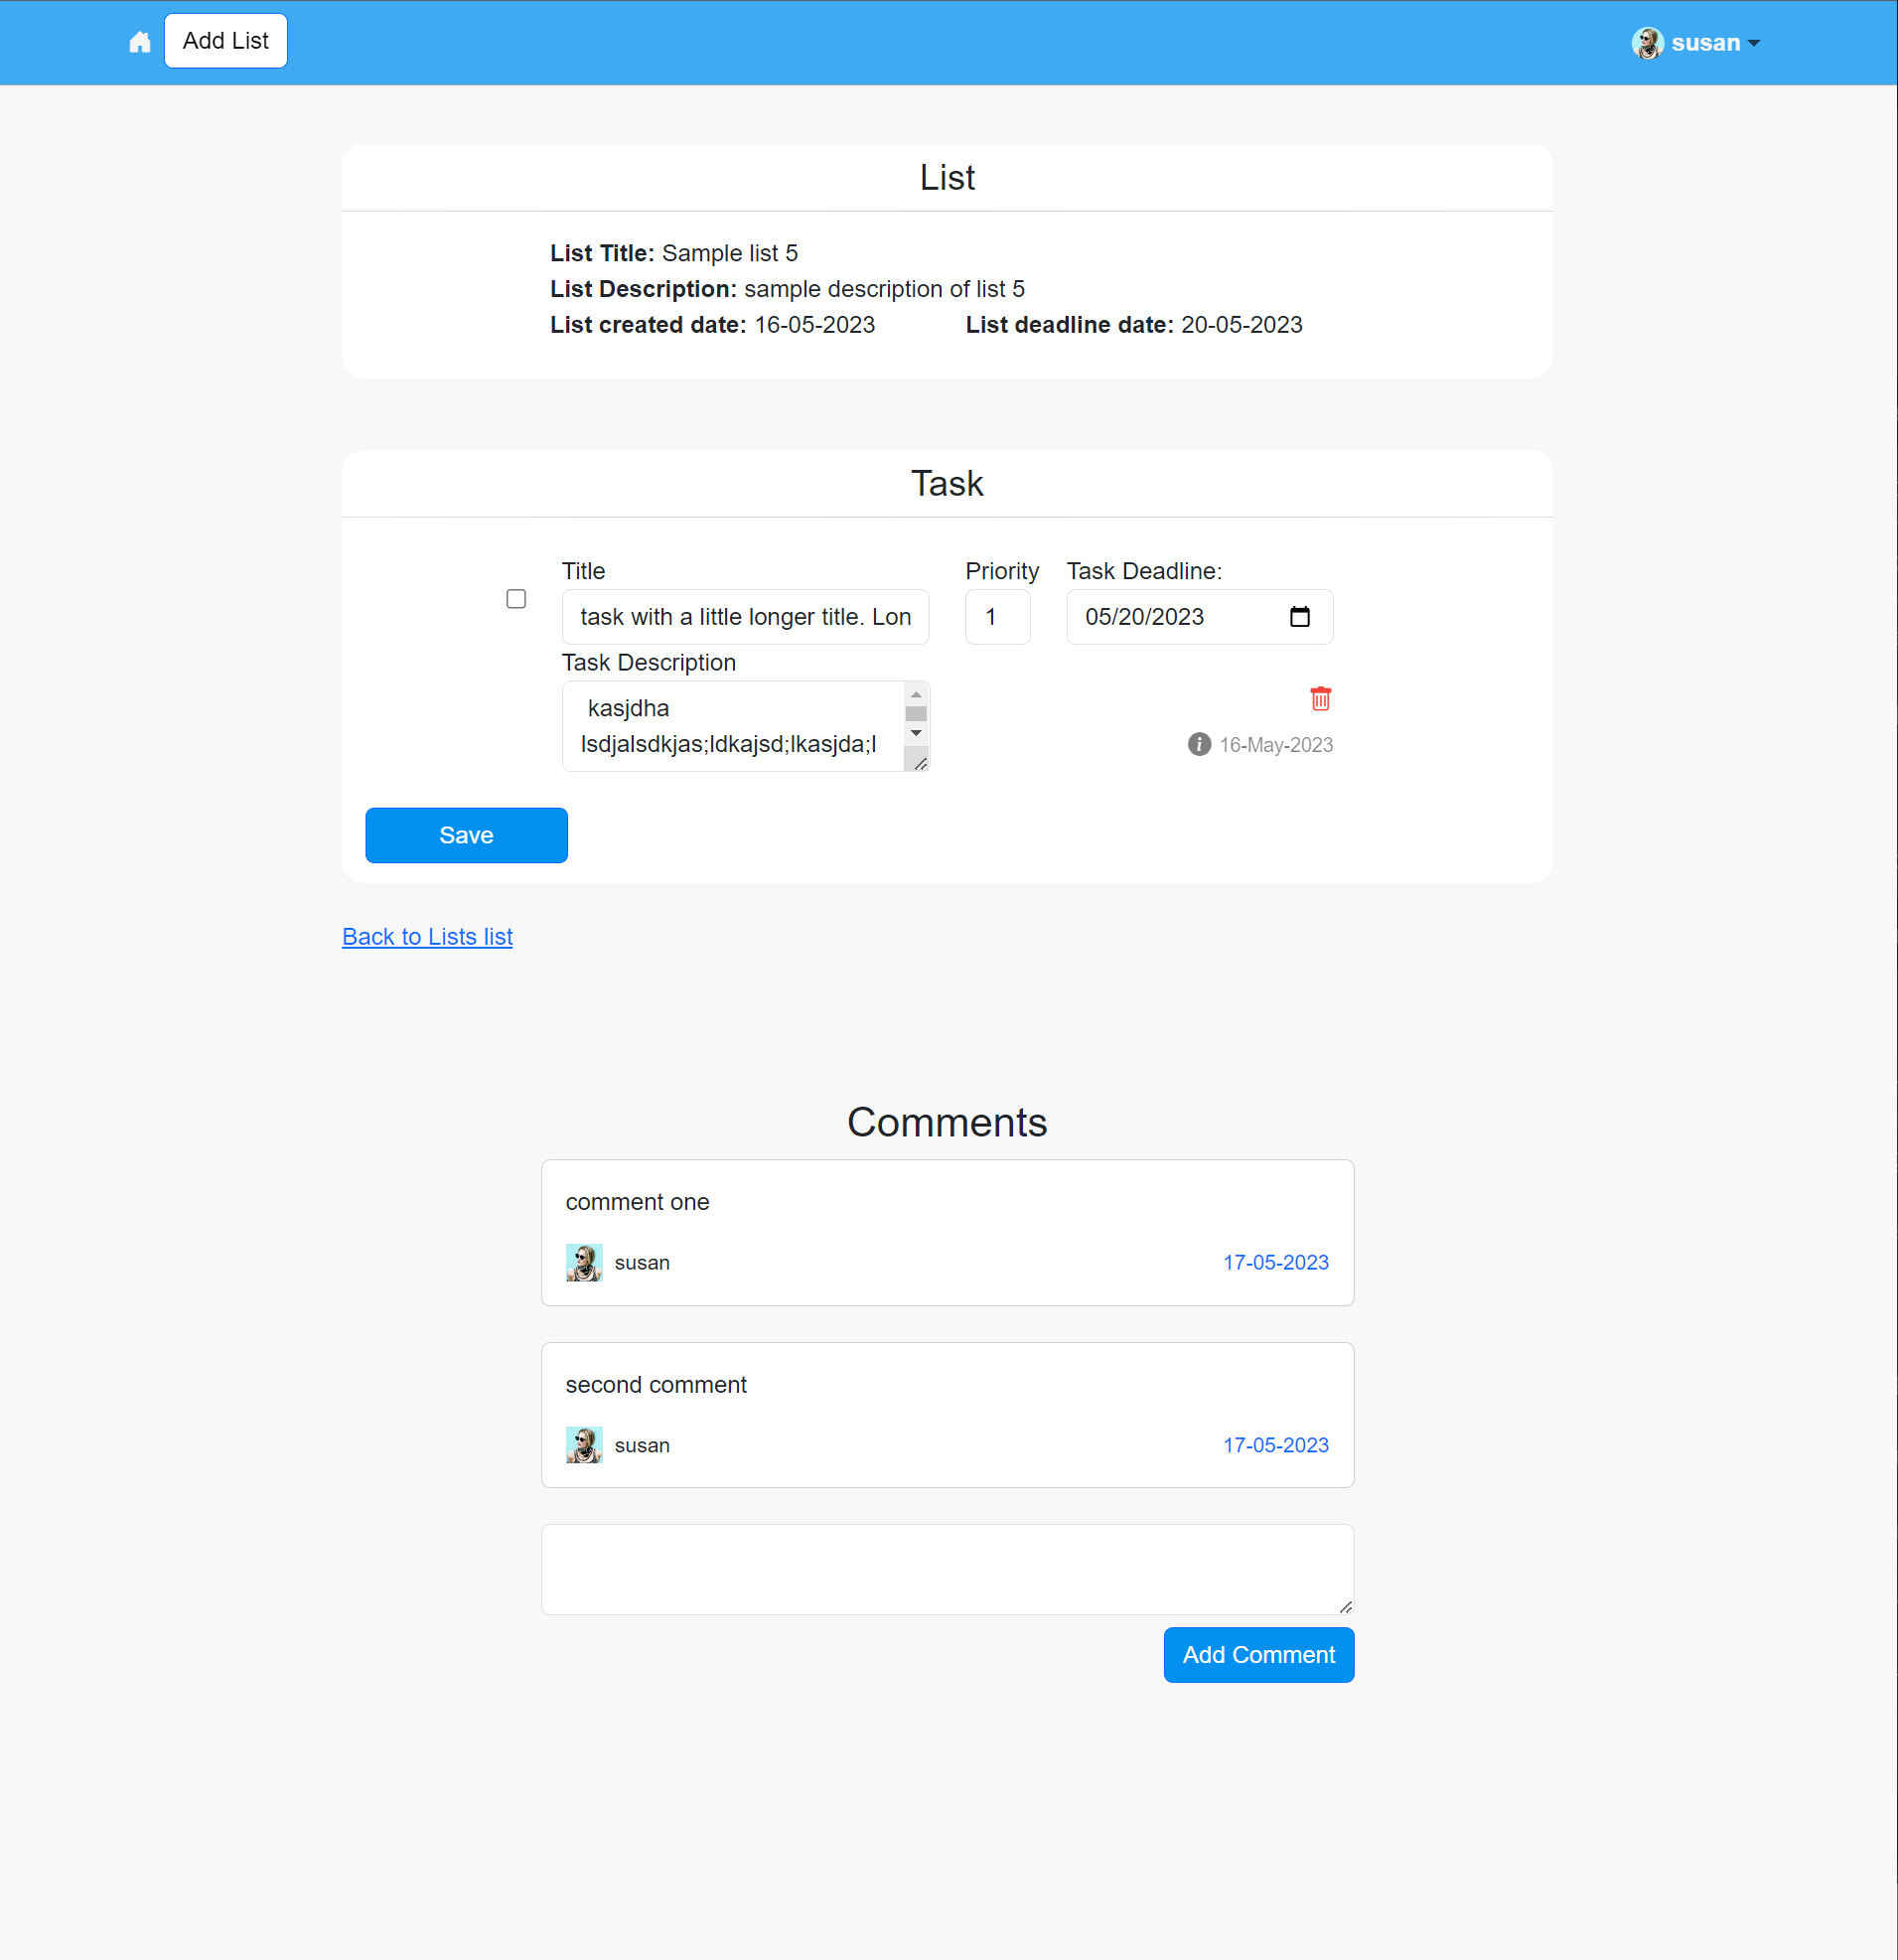 Add List
susan
List
List Title: Sample list 5
List Description: sample description of list 5
List created date: 16-05-2023 List deadline date: 20-05-2023
Task
Title Priority Task Deadline:
task with a little longer title. Lon 1 05/20/2023
Task Description
kasjdha
lsdjalsdkjas;ldkajsd;lkasjda;l
16-May-2023
Save
Back to Lists list
Comments
comment one
susan 17-05-2023
second comment
susan 17-05-2023
Add Comment